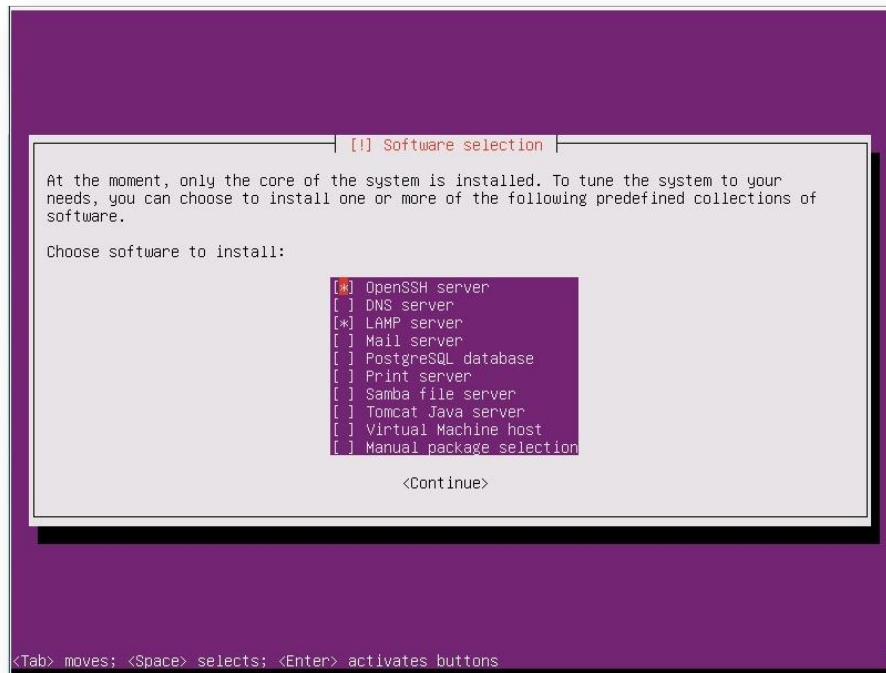 [!] Software selection
At the moment, only the core of the system is installed. To tune the system to your
needs, you can choose to install one or more of the following predefined collections of
software.
Choose software to install:
[*] OpenSSH server
[ ] DNS server
[*] LAMP server
[ ] Mail server
[ ] PostgreSQL database
[ ] Print server
[ ] Samba file server
[ ] Tomcat Java server
[ ] Virtual Machine host
[ ] Manual package selection
<Continue>
<Tab> moves; <Space> selects; <Enter> activates buttons